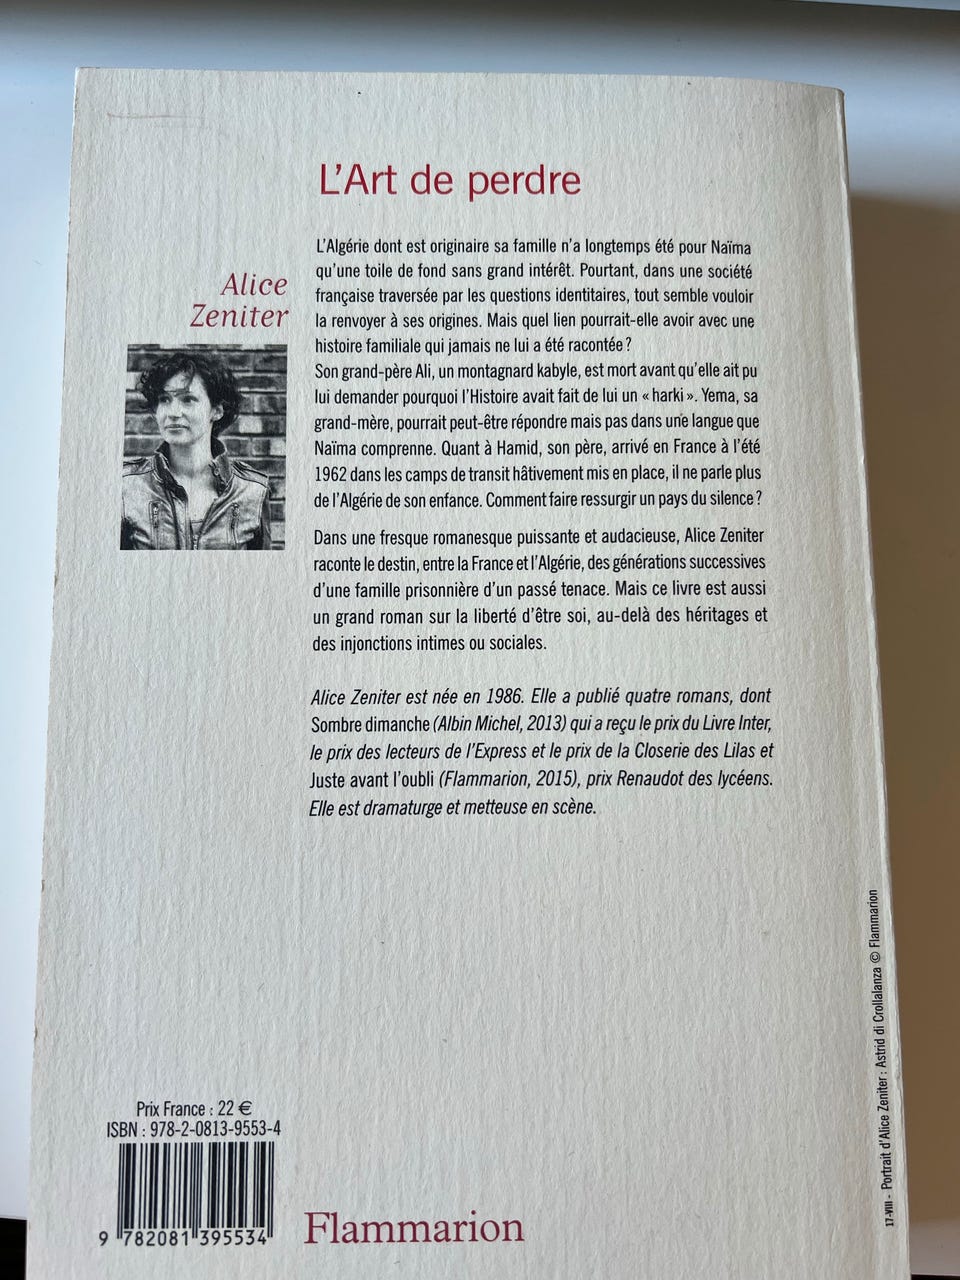 L'Art de perdre
Alice
Zeniter
L'Algérie dont est originaire sa famille n'a longtemps été pour Naïma
qu'une toile de fond sans grand intérêt. Pourtant, dans une société
française traversée par les questions identitaires, tout semble vouloir
la renvoyer à ses origines. Mais quel lien pourrait-elle avoir avec une
histoire familiale qui jamais ne lui a été racontée ?
Son grand-père Ali, un montagnard kabyle, est mort avant qu'elle ait pu
lui demander pourquoi l'Histoire avait fait de lui un « harki ». Yema, sa
grand-mère, pourrait peut-être répondre mais pas dans une langue que
Naïma comprenne. Quant à Hamid, son père, arrivé en France à l'été
1962 dans les camps de transit hâtivement mis en place, il ne parle plus
de l'Algérie de son enfance. Comment faire ressurgir un pays du silence ?
Dans une fresque romanesque puissante et audacieuse, Alice Zeniter
raconte le destin, entre la France et l'Algérie, des générations successives
d'une famille prisonnière d'un passé tenace. Mais ce livre est aussi
un grand roman sur la liberté d'être soi, au-delà des héritages et
des injonctions intimes ou sociales.
Alice Zeniter est née en 1986. Elle a publié quatre romans, dont
Sombre dimanche (Albin Michel, 2013) qui a reçu le prix du Livre Inter,
le prix des lecteurs de l'Express et le prix de la Closerie des Lilas et
Juste avant l'oubli (Flammarion, 2015), prix Renaudot des lycéens.
Elle est dramaturge et metteuse en scène.
17-VIII - Portrait d'Alice Zeniter : Astrid di Crollalanza © Flammarion
Prix France : 22 €
ISBN : 978-2-0813-9553-4
9 782081 395534
Flammarion